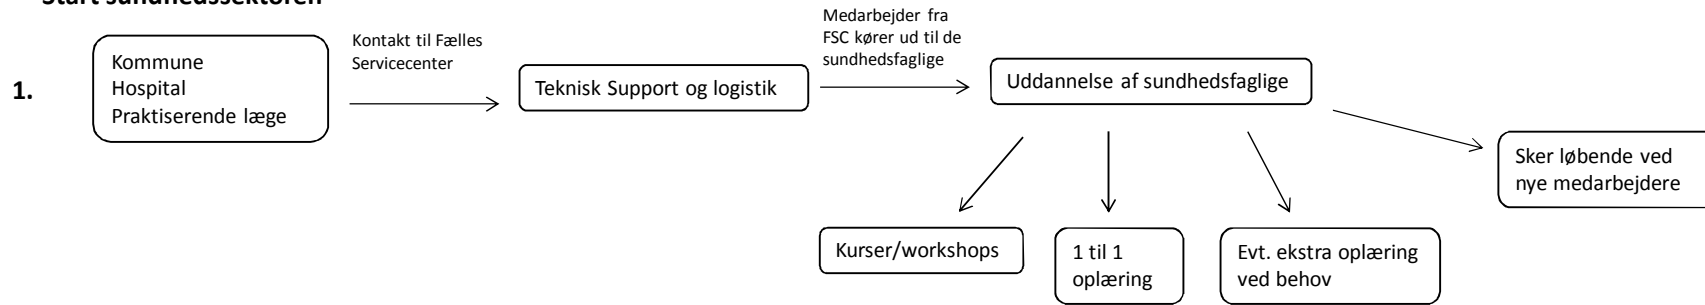 Start sundhedssektoren
1.
Kommune
Hospital
Praktiserende læge
Kontakt til Fælles
Servicecenter
Teknisk Support og logistik
Medarbejder fra
FSC kører ud til de
sundhedsfaglige
Uddannelse af sundhedsfaglige
Sker løbende ved
nye medarbejdere
Kurser/workshops
1 til 1
oplæring
Evt. ekstra oplæring
ved behov